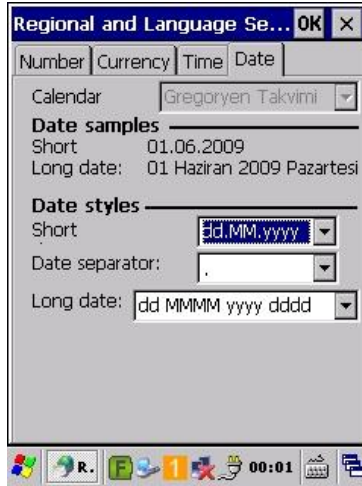 Regional and Language Se... OK ×
Number Currency Time Date
Calendar Gregoryen Takvimi
Date samples
Short 01.06.2009
Long date: 01 Haziran 2009 Pazartesi
Date styles
Short dd.MM.yyyy
Date separator: .
Long date: dd MMMM yyyy dddd
R. F 1 00:01